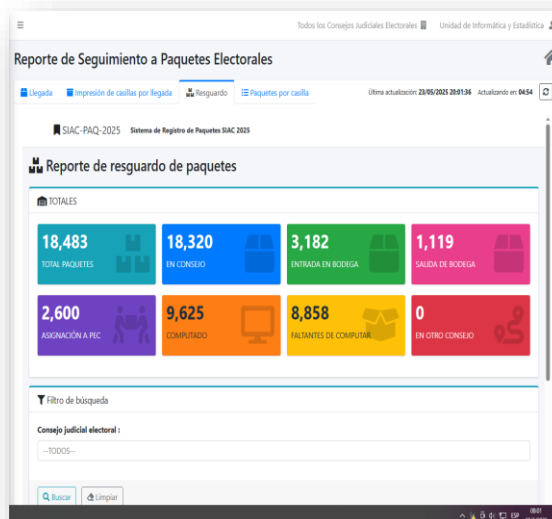 Todos los Consejos Judiciales Electorales Unidad de Informática y Estadística
Reporte de Seguimiento a Paquetes Electorales
Llegada Impresión de casillas por llegada Resguardo Paquetes por casilla Última actualización: 23/05/2025 20:01:36 Actualizando en: 04:54
SIAC-PAQ-2025 Sistema de Registro de Paquetes SIAC 2025
Reporte de resguardo de paquetes
TOTALES
18,483 18,320 3,182 1,119
TOTAL PAQUETES EN CONSEJO ENTRADA EN BODEGA SALIDA DE BODEGA
2,600 9,625 8,858 0
ASIGNACIÓN A PEC COMPUTADO FALTANTES DE COMPUTAR EN OTRO CONSEJO
Filtro de búsqueda
Consejo judicial electoral :
--TODOS--
Buscar Limpiar
ESP 08:01